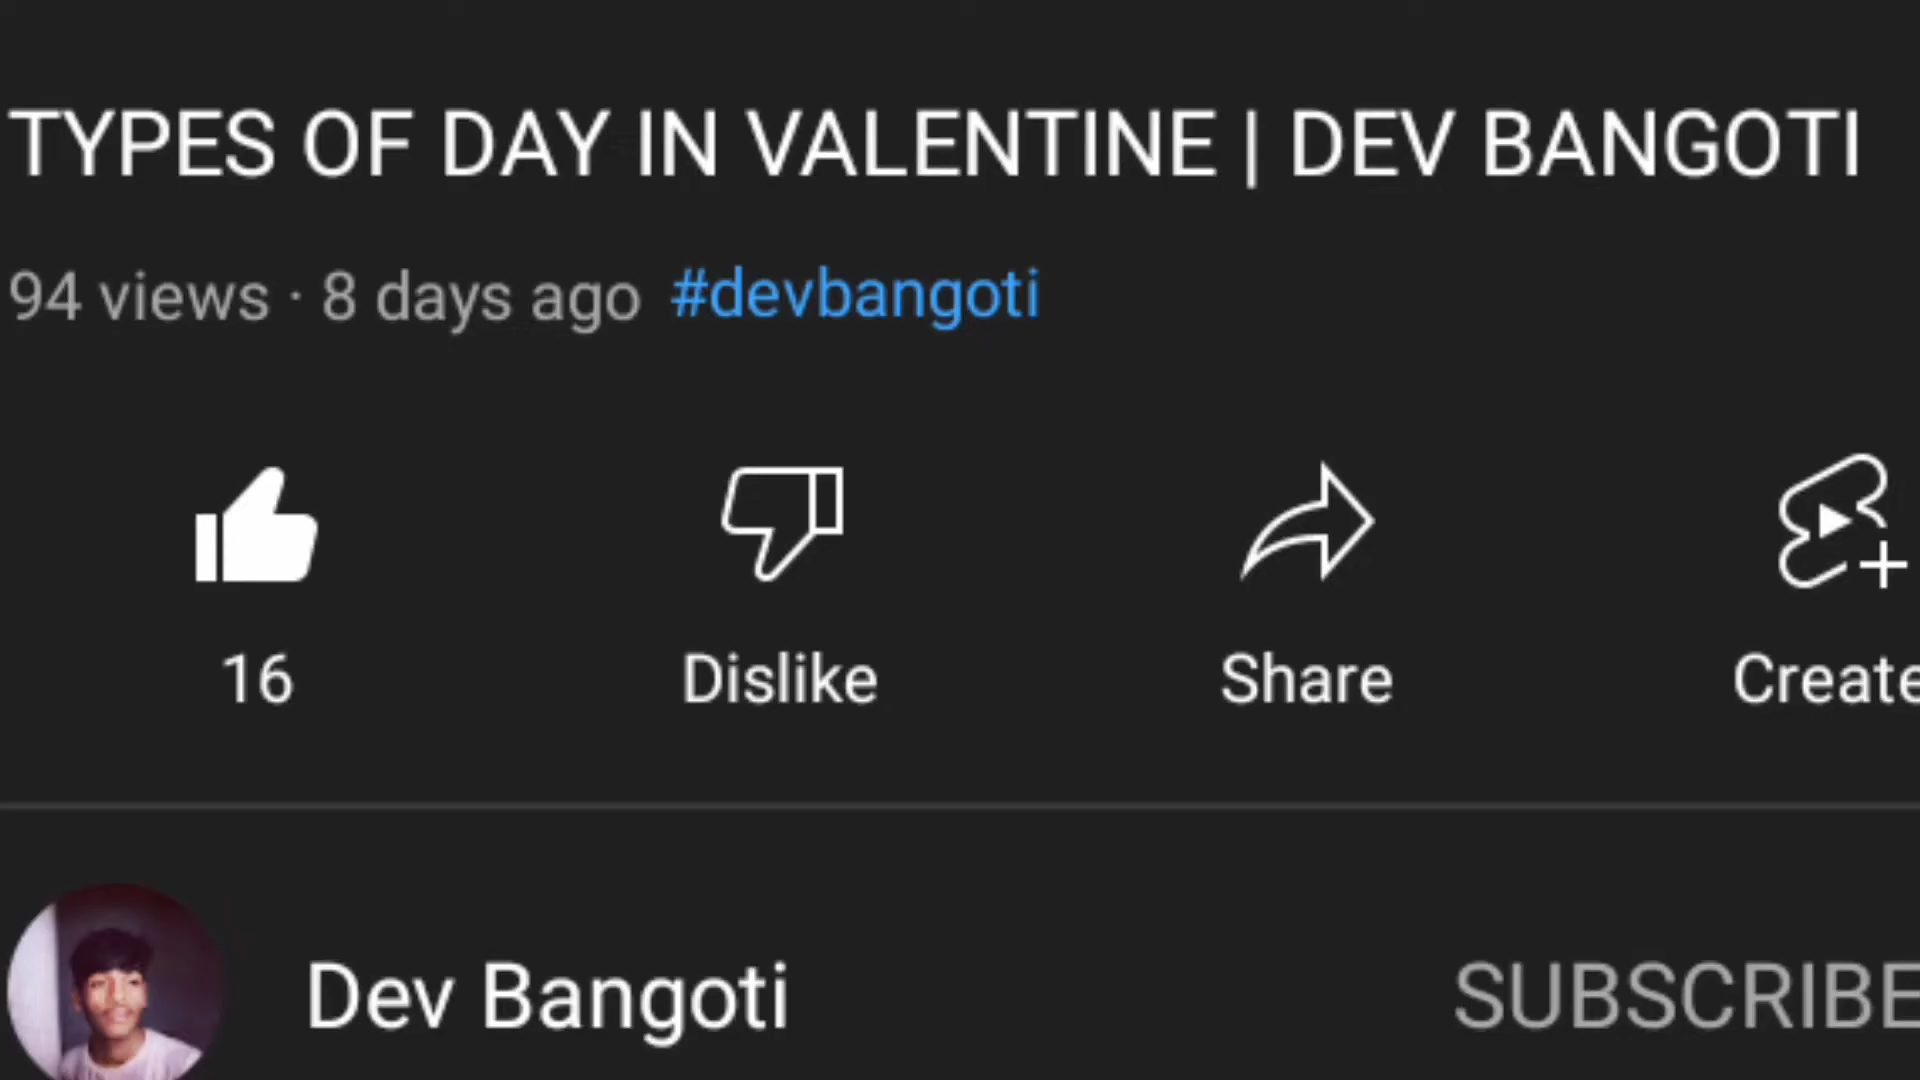 TYPES OF DAY IN VALENTINE | DEV BANGOTI
94 views · 8 days ago #devbangoti
16 Dislike Share Create
Dev Bangoti SUBSCRIBE